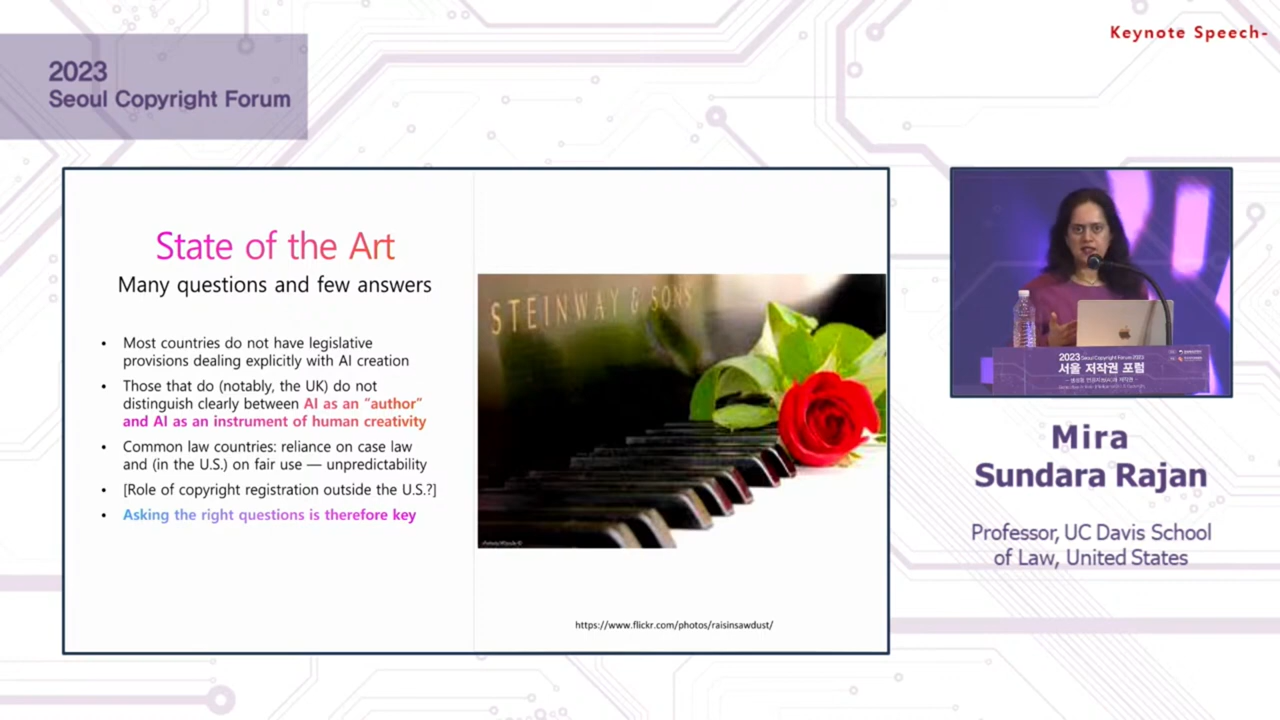 Keynote Speech-
2023
Seoul Copyright Forum
State of the Art
Many questions and few answers
• Most countries do not have legislative
provisions dealing explicitly with AI creation
• Those that do (notably, the UK) do not
distinguish clearly between AI as an “author”
and AI as an instrument of human creativity
• Common law countries: reliance on case law
and (in the U.S.) on fair use — unpredictability
• [Role of copyright registration outside the U.S.?]
• Asking the right questions is therefore key
STEINWAY & SONS
https://www.flickr.com/photos/raisinsawdust/
2023 Seoul Copyright Forum 2023
서울 저작권 포럼
Mira
Sundara Rajan
Professor, UC Davis School
of Law, United States